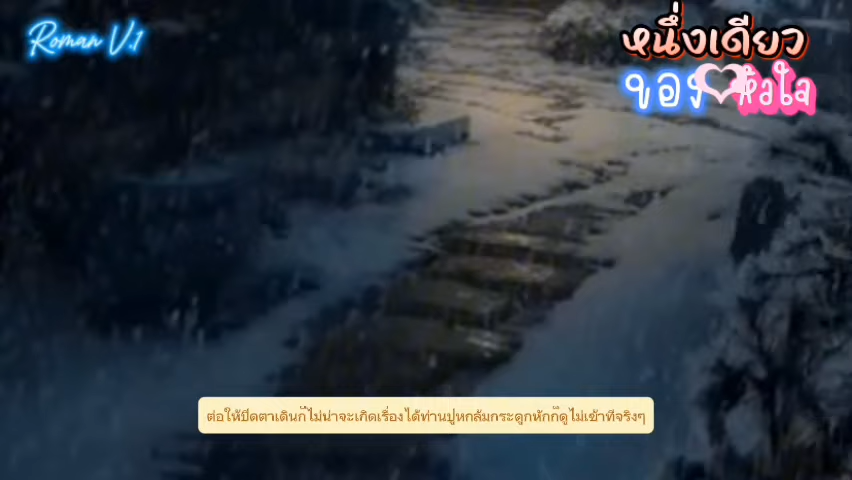 Roman V.1
หนึ่งเดียว
ของหัวใจ
ต่อให้ปิดตาเดินก็ไม่น่าจะเกิดเรื่องได้ท่านปู่หกล้มกระดูกหักก็ดูไม่เข้าทีจริงๆ